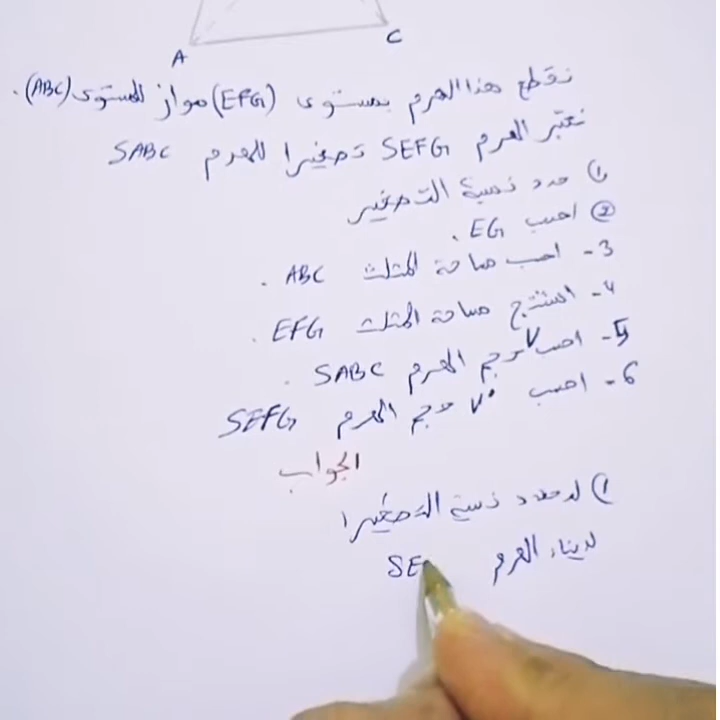 A
C
نقطع هذا الهرم بمستوى (EFG) مواز للمستوى (ABC).
نعتبر الهرم SEFG تصغيرا للهرم SABC
1) حدد نسبة التصغير
② احسب EG.
3- احسب مساحة المثلث ABC.
4- استنتج مساحة المثلث EFG.
5- احسب V حجم الهرم SABC.
6- احسب V' حجم الهرم SEFG
الجواب
1) لنحدد نسبة التصغير
لدينا الهرم SE